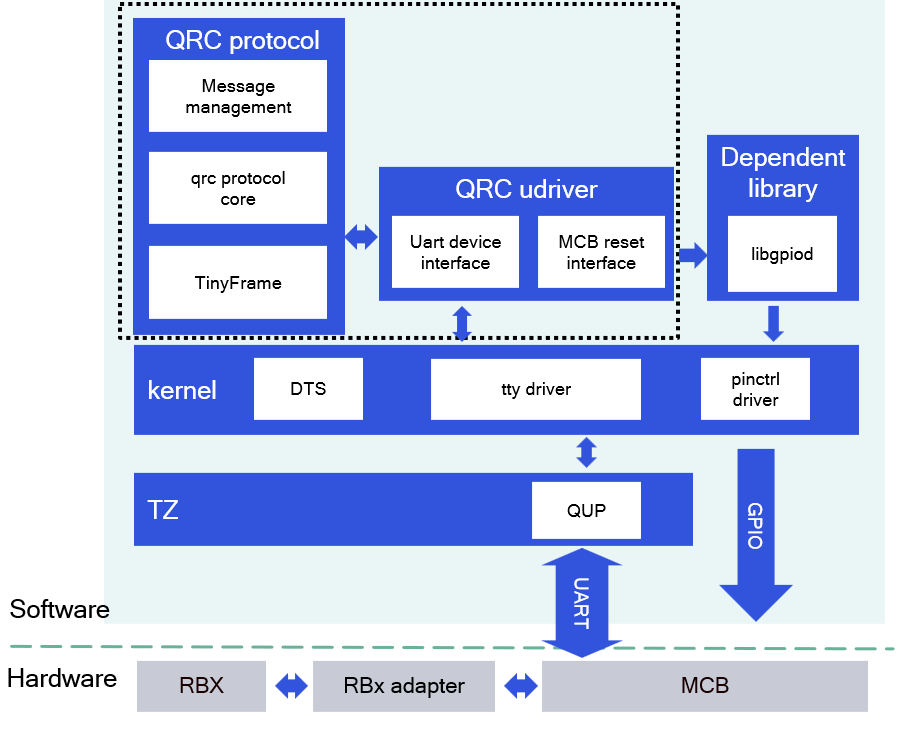 QRC protocol
Message
management
qrc protocol
core
TinyFrame
QRC udriver
Uart device
interface
MCB reset
interface
Dependent
library
libgpiod
kernel
DTS
tty driver
pinctrl
driver
TZ
QUP
UART
GPIO
Software
Hardware
RBX
RBx adapter
MCB